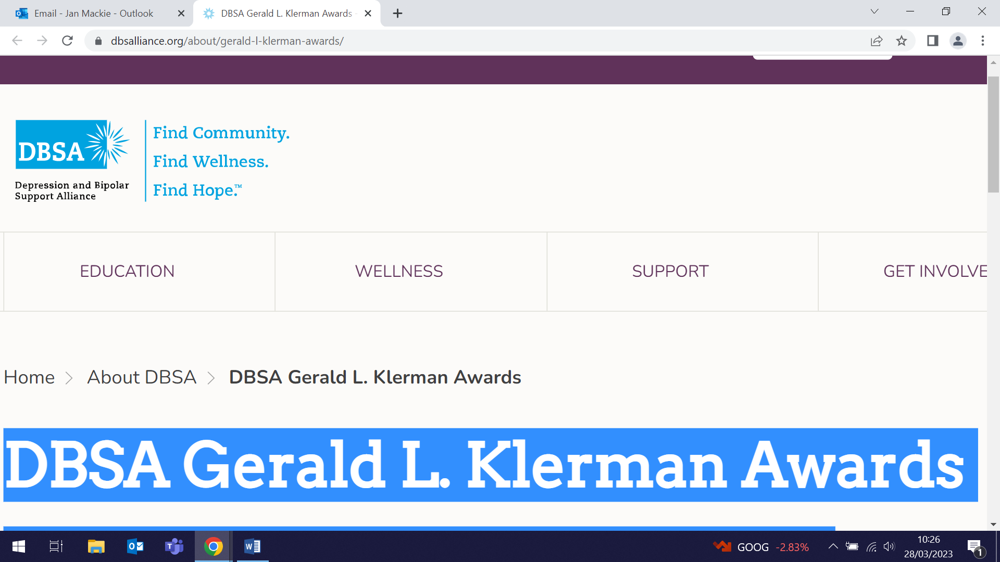 Email - Jan Mackie - Outlook
DBSA Gerald L. Klerman Awards -
dbsalliance.org/about/gerald-l-klerman-awards/
DBSA
Depression and Bipolar
Support Alliance
Find Community.
Find Wellness.
Find Hope.™
EDUCATION
WELLNESS
SUPPORT
GET INVOLVE
Home > About DBSA > DBSA Gerald L. Klerman Awards
DBSA Gerald L. Klerman Awards
GOOG -2.83%
10:26
28/03/2023
1